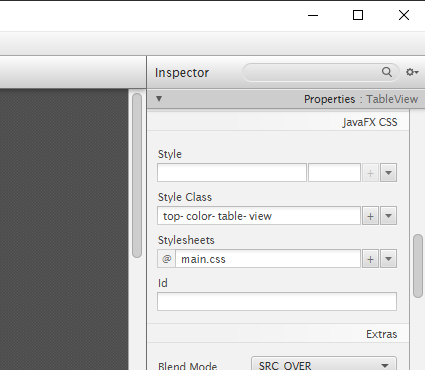 Inspector
Properties : TableView
JavaFX CSS
Style
Style Class
top-color-table-view
Stylesheets
@ main.css
Id
Extras
Blend Mode SRC_OVER